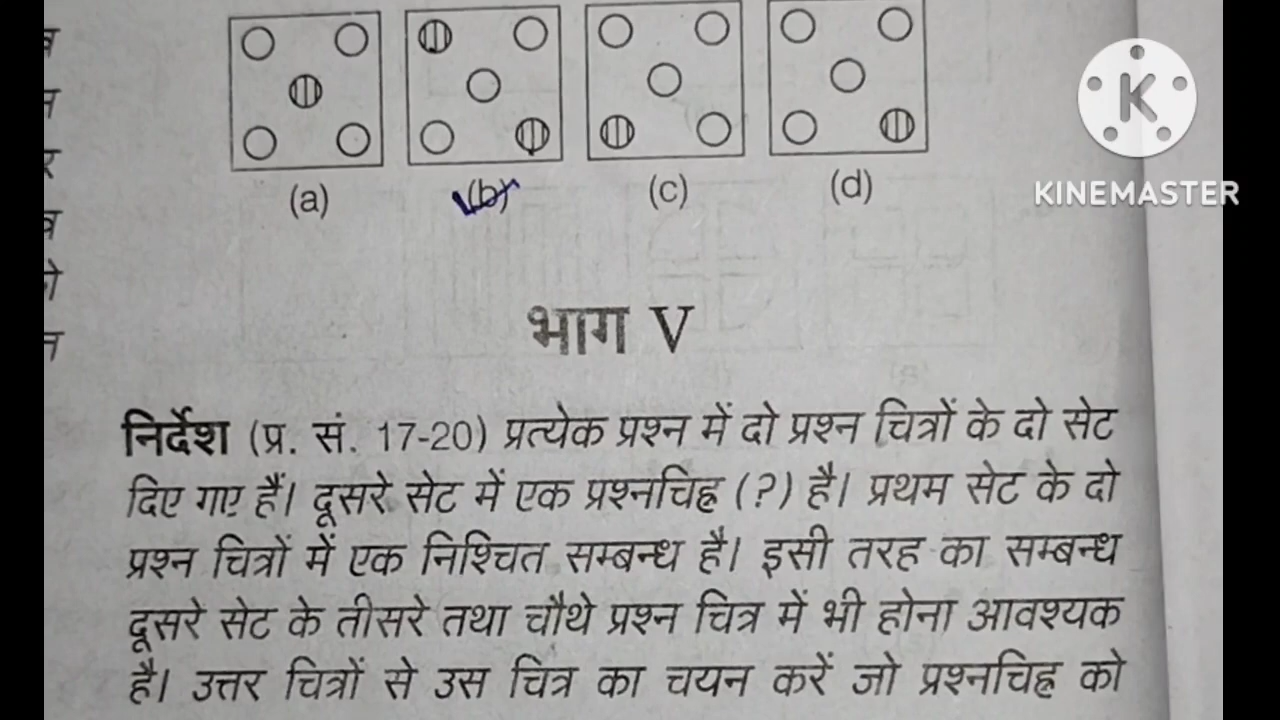 (a) (b) (c) (d)
K
KINEMASTER
भाग V
निर्देश (प्र. सं. 17-20) प्रत्येक प्रश्न में दो प्रश्न चित्रों के दो सेट
दिए गए हैं। दूसरे सेट में एक प्रश्नचिह्न (?) है। प्रथम सेट के दो
प्रश्न चित्रों में एक निश्चित सम्बन्ध है। इसी तरह का सम्बन्ध
दूसरे सेट के तीसरे तथा चौथे प्रश्न चित्र में भी होना आवश्यक
है। उत्तर चित्रों से उस चित्र का चयन करें जो प्रश्नचिह्न को